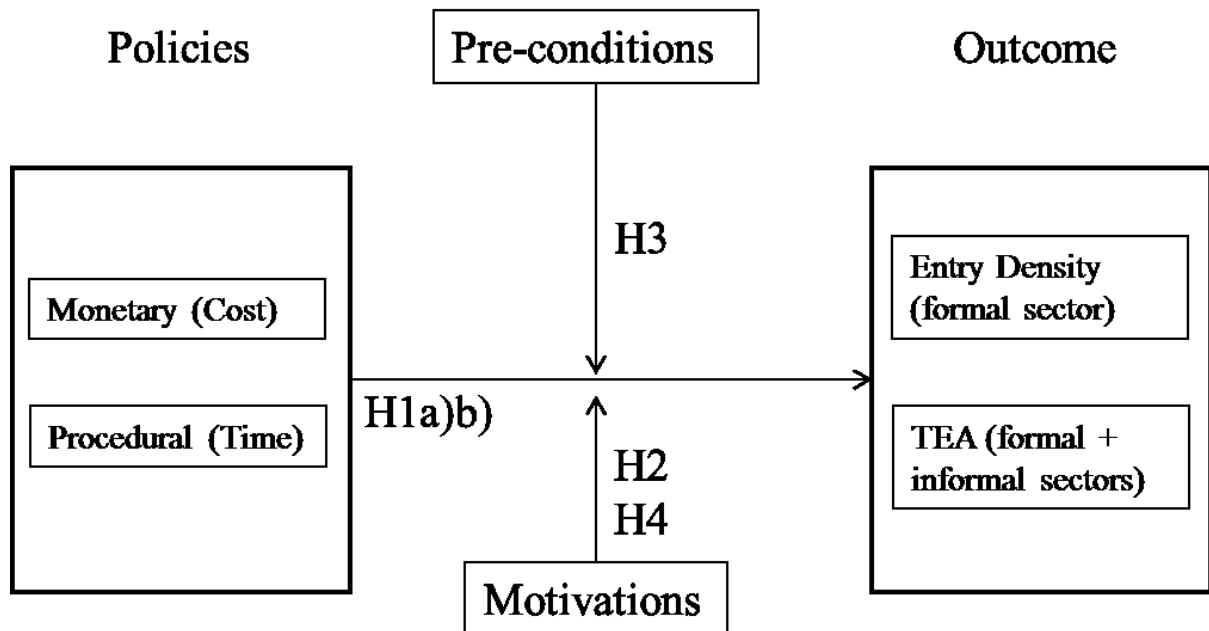 Policies
Pre-conditions
Outcome
H3
Monetary (Cost)
Procedural (Time)
H1a)b)
H2
H4
Motivations
Entry Density
(formal sector)
TEA (formal +
informal sectors)